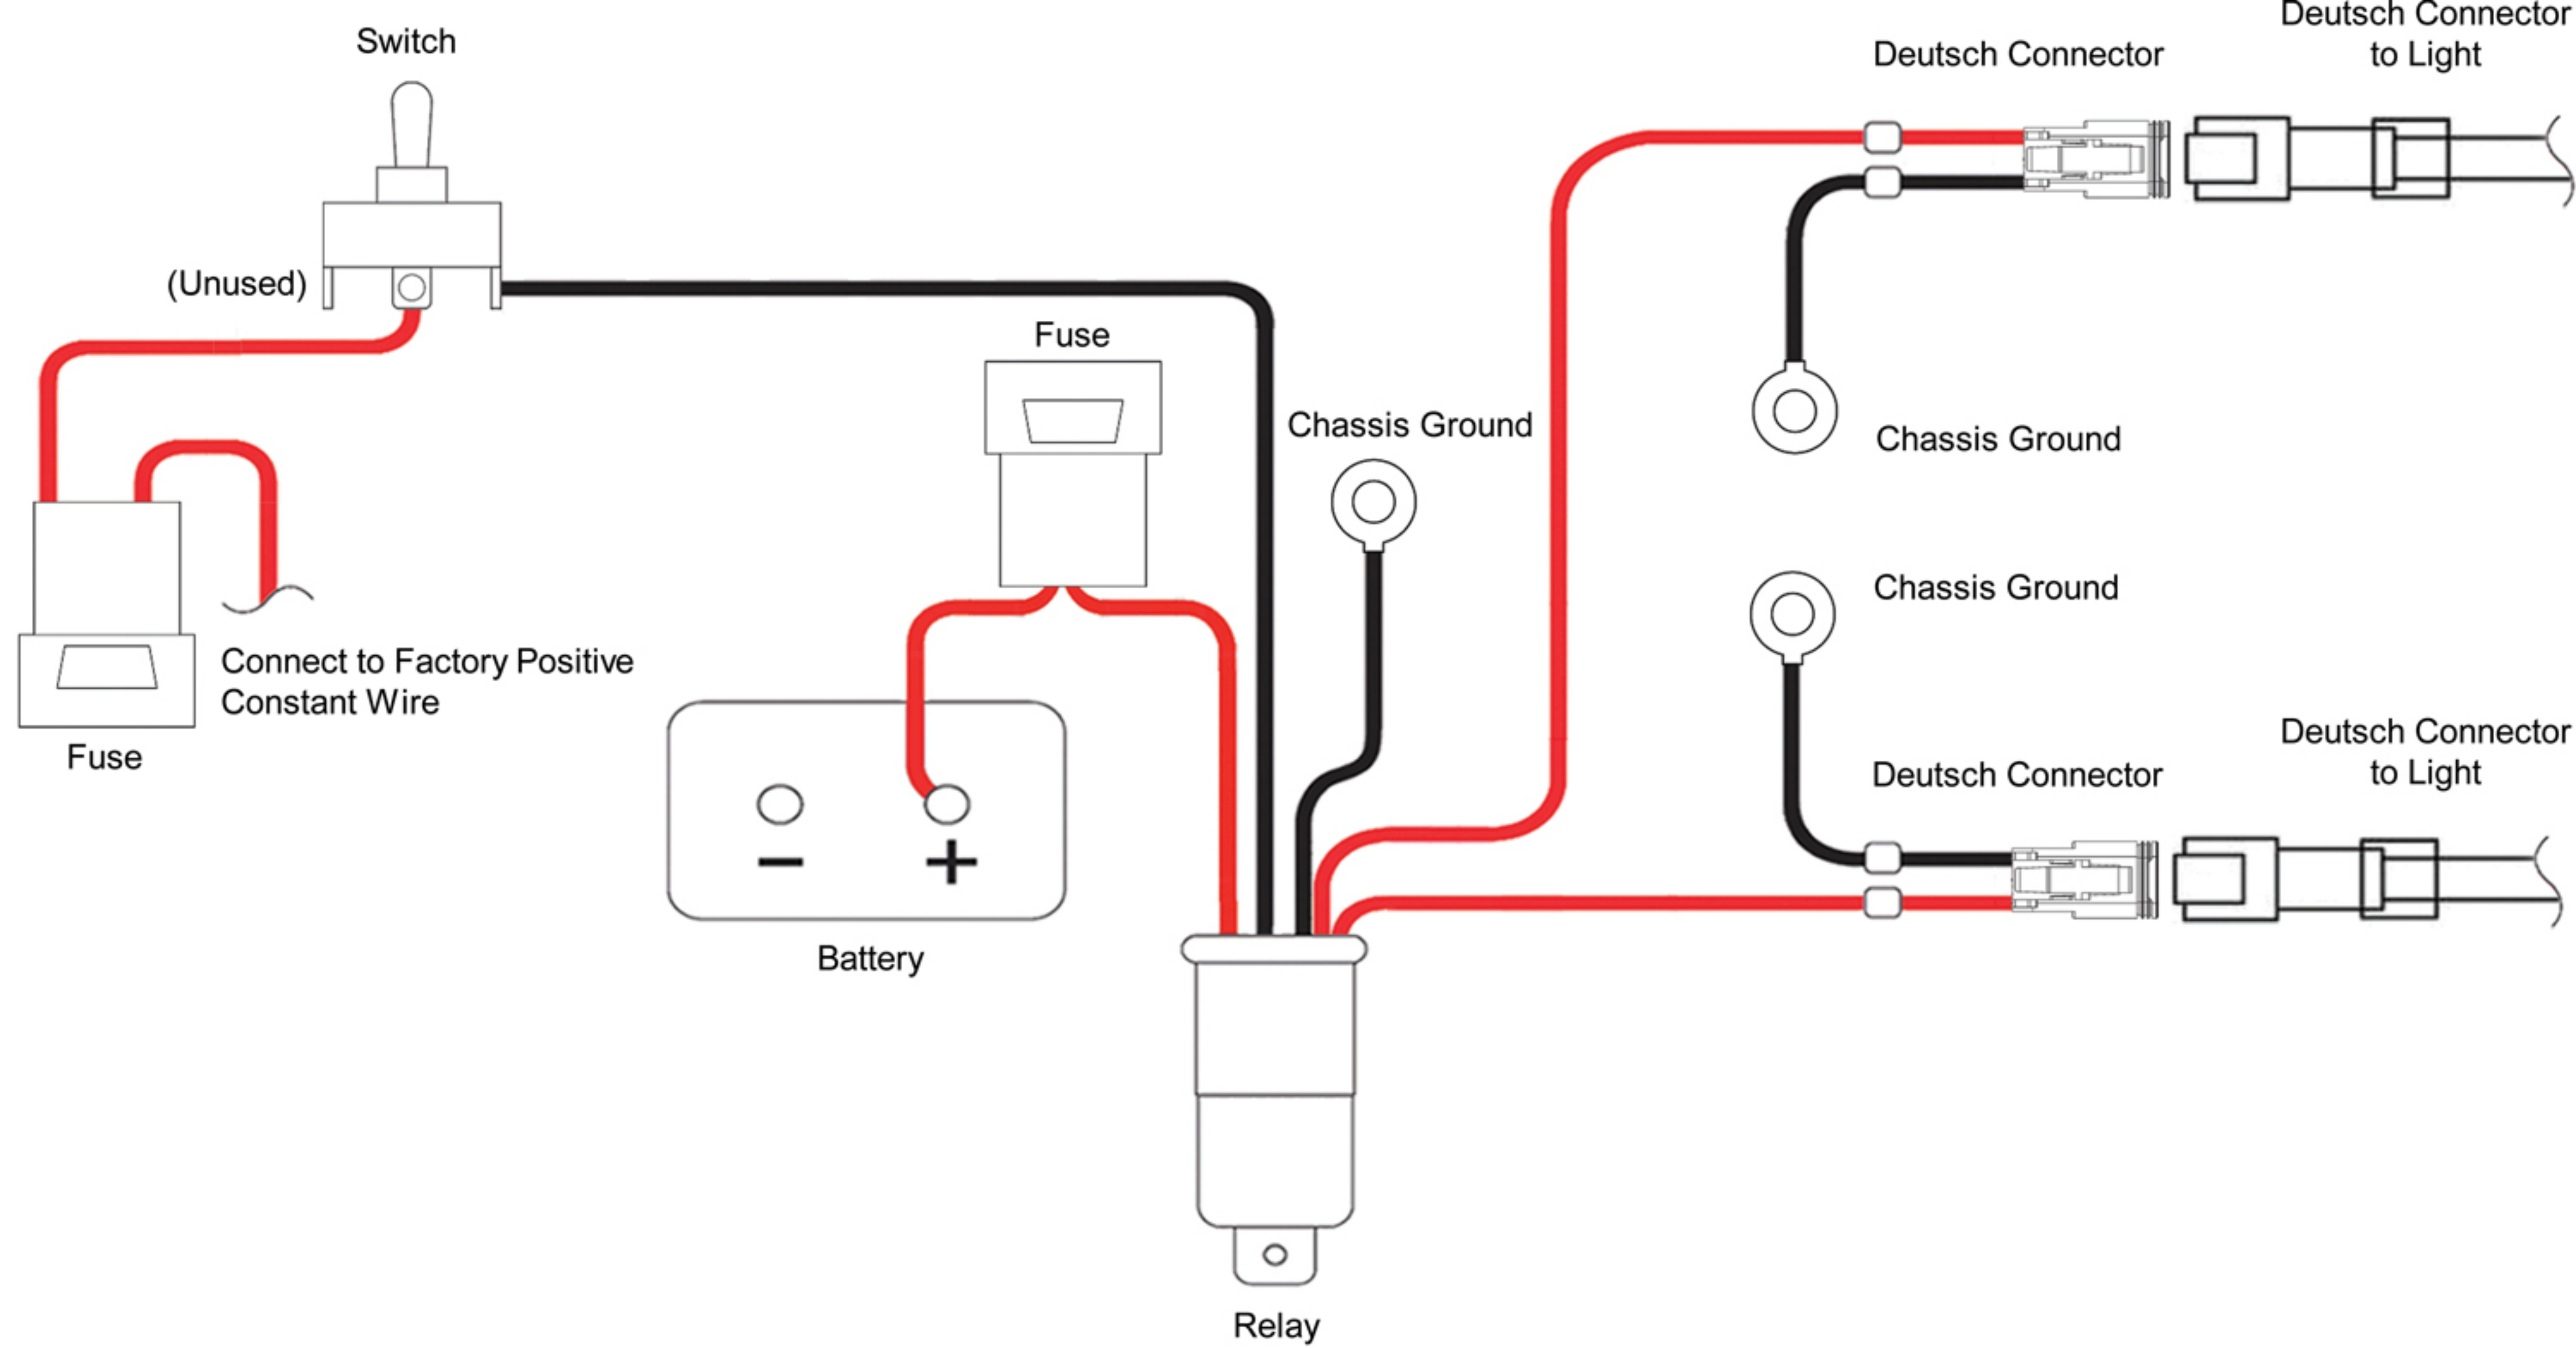 Switch
(Unused)
Fuse
Connect to Factory Positive
Constant Wire
Fuse
Chassis Ground
−
+
Battery
Relay
Deutsch Connector
Deutsch Connector
to Light
Chassis Ground
Chassis Ground
Deutsch Connector
Deutsch Connector
to Light